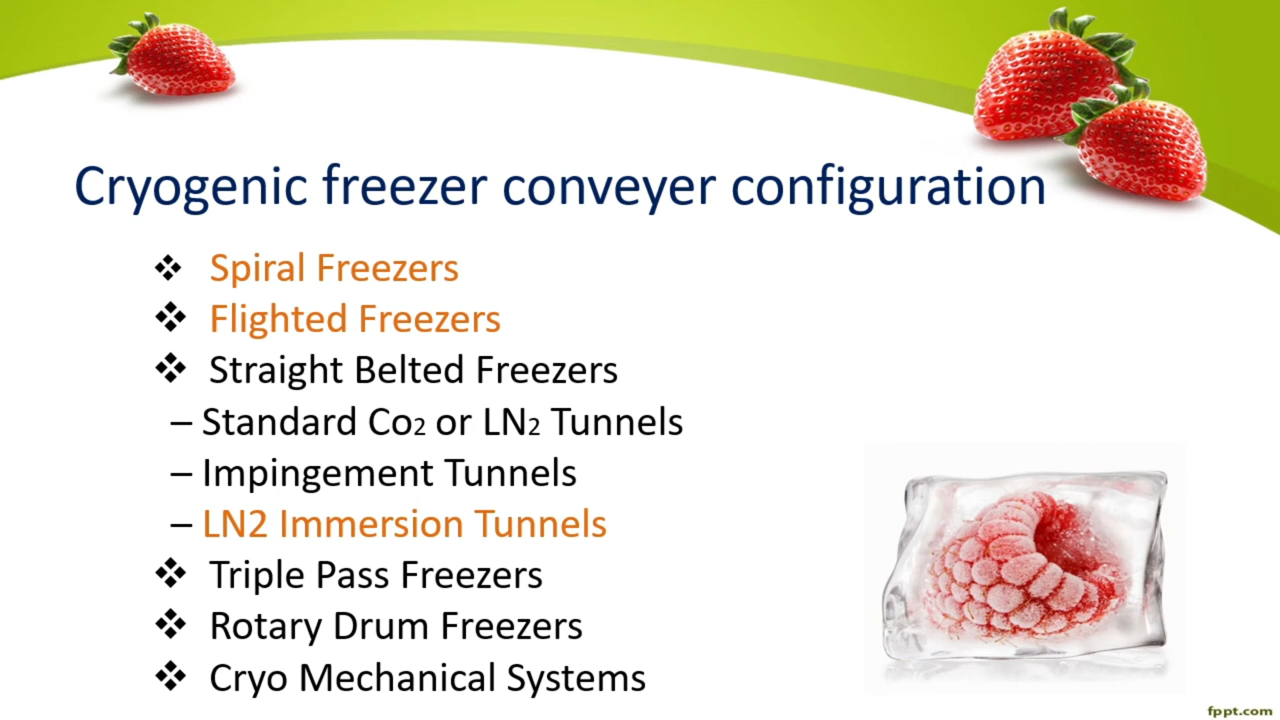 Cryogenic freezer conveyer configuration
❖ Spiral Freezers
❖ Flighted Freezers
❖ Straight Belted Freezers
– Standard Co2 or LN2 Tunnels
– Impingement Tunnels
– LN2 Immersion Tunnels
❖ Triple Pass Freezers
❖ Rotary Drum Freezers
❖ Cryo Mechanical Systems
fppt.com